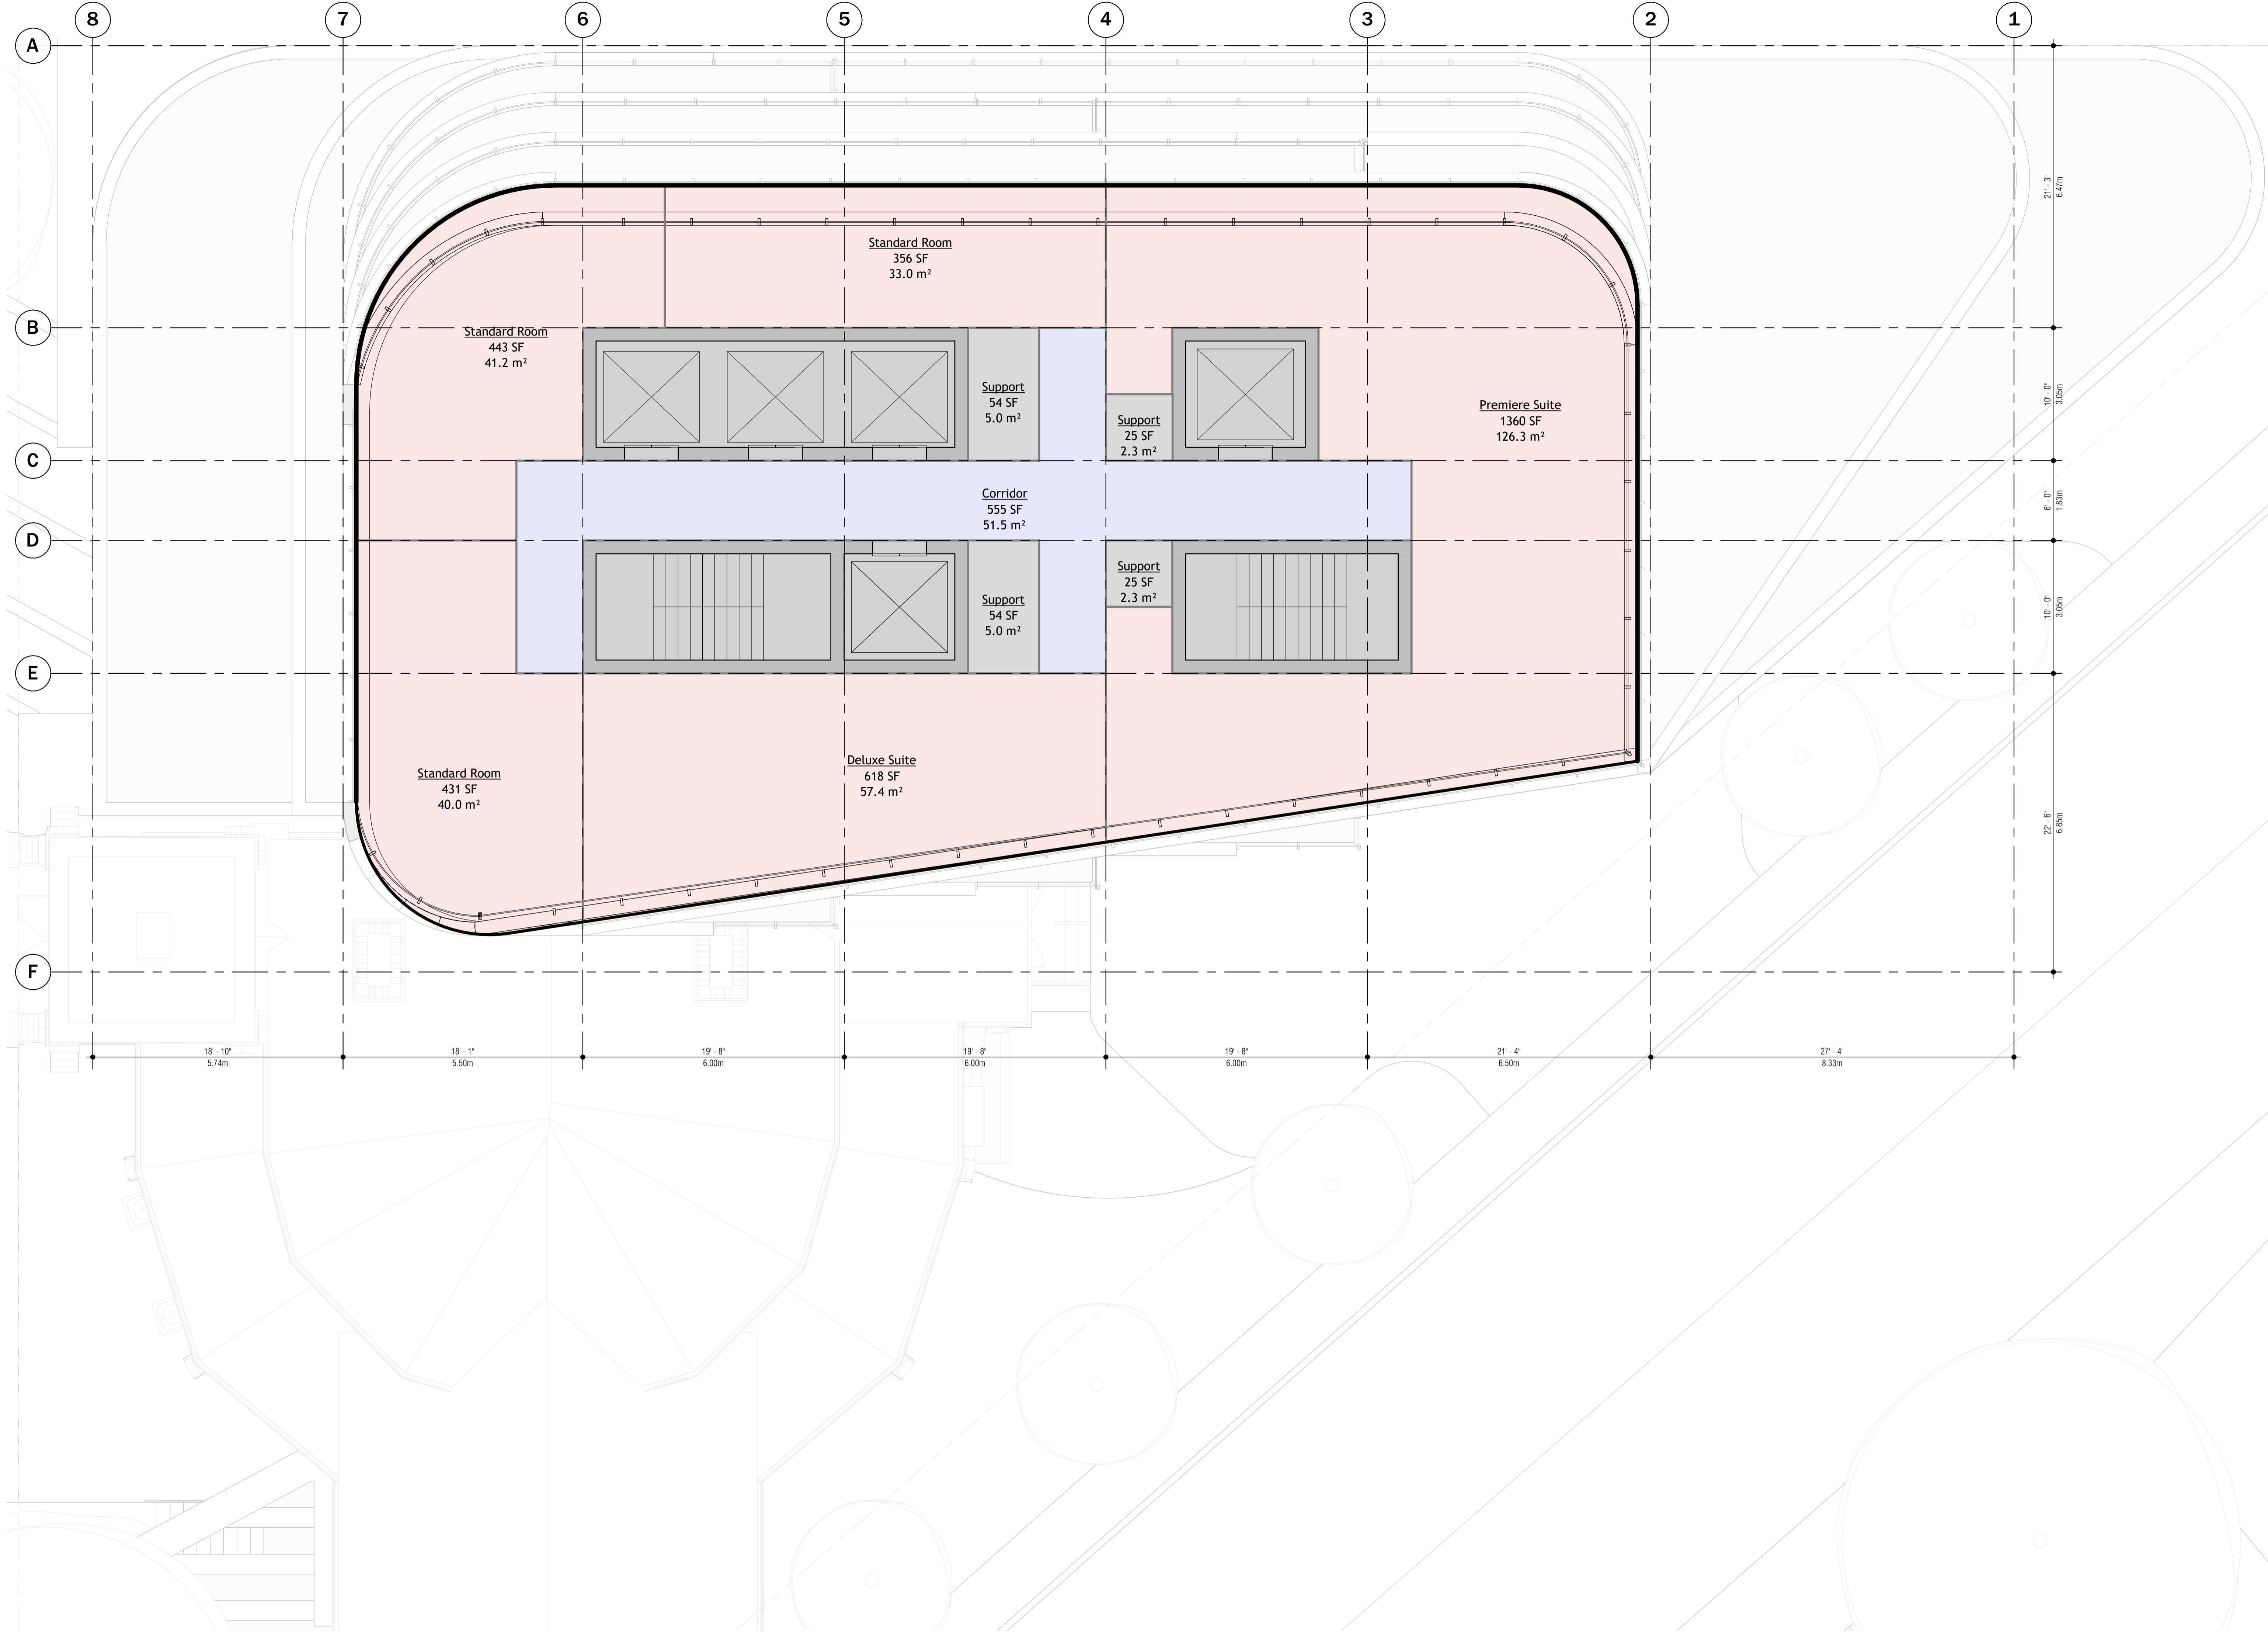 8 7 6 5 4 3 2 1
A
21' - 3"
6.47m
Standard Room
356 SF
33.0 m²
B
Standard Room
443 SF
41.2 m²
10' - 0"
3.05m
Support
54 SF
5.0 m²
Support
25 SF
2.3 m²
Premiere Suite
1360 SF
126.3 m²
C
Corridor
555 SF
51.5 m²
6' - 0"
1.83m
D
Support
54 SF
5.0 m²
Support
25 SF
2.3 m²
10' - 0"
3.05m
E
Standard Room
431 SF
40.0 m²
Deluxe Suite
618 SF
57.4 m²
22' - 6"
6.85m
F
18' - 10" 18' - 1" 19' - 8" 19' - 8" 19' - 8" 21' - 4" 27' - 4"
5.74m 5.50m 6.00m 6.00m 6.00m 6.50m 8.33m